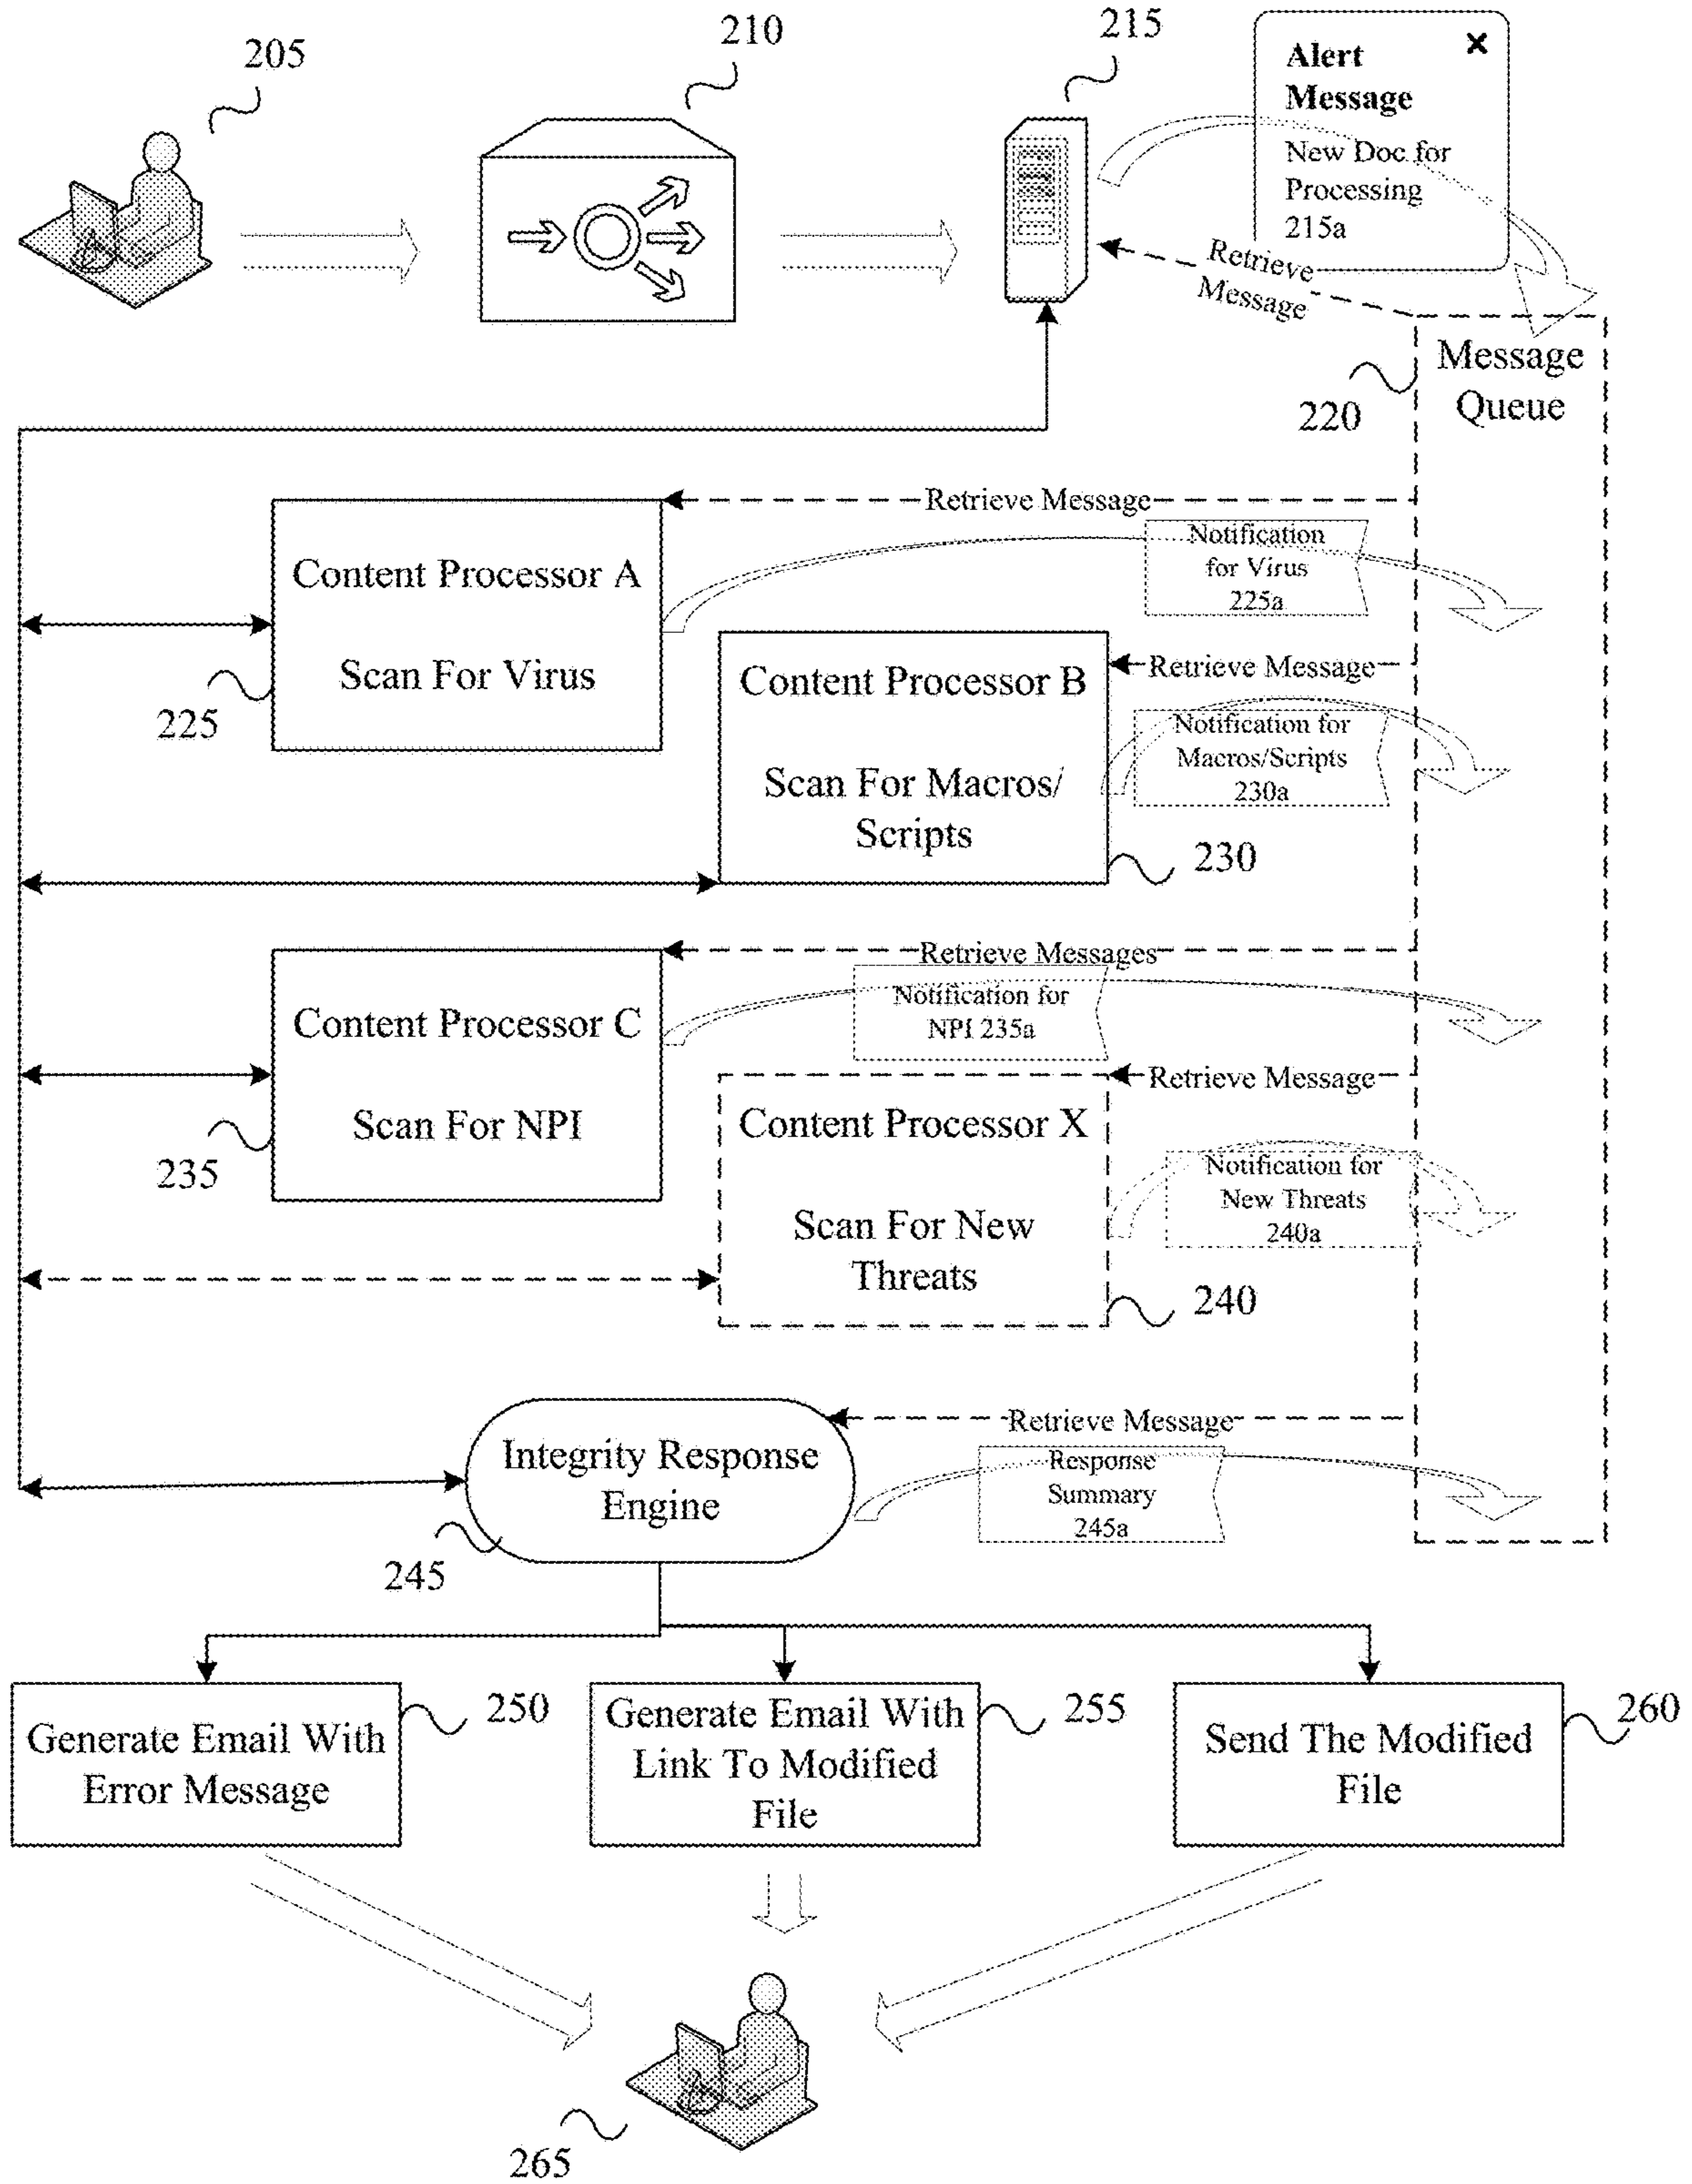 205
210
215
Alert
Message
New Doc for
Processing
215a
Retrieve
Message
Message
Queue
220
Retrieve Message
Notification
for Virus
225a
Content Processor A
Scan For Virus
225
Retrieve Message
Content Processor B
Scan For Macros/
Scripts
Notification for
Macros/Scripts
230a
230
Retrieve Messages
Notification for
NPI 235a
Content Processor C
Scan For NPI
235
Retrieve Message
Content Processor X
Scan For New
Threats
Notification for
New Threats
240a
240
Retrieve Message
Integrity Response
Engine
Response
Summary
245a
245
Generate Email With
Error Message
250
Generate Email With
Link To Modified
File
255
Send The Modified
File
260
265